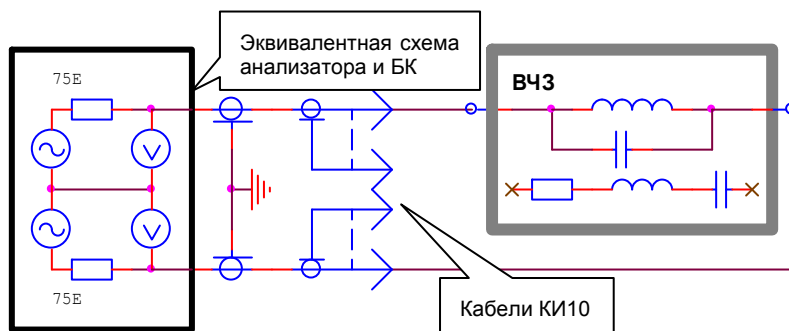 Эквивалентная схема
анализатора и БК
75E
ВЧЗ
V
V
75E
Кабели КИ10